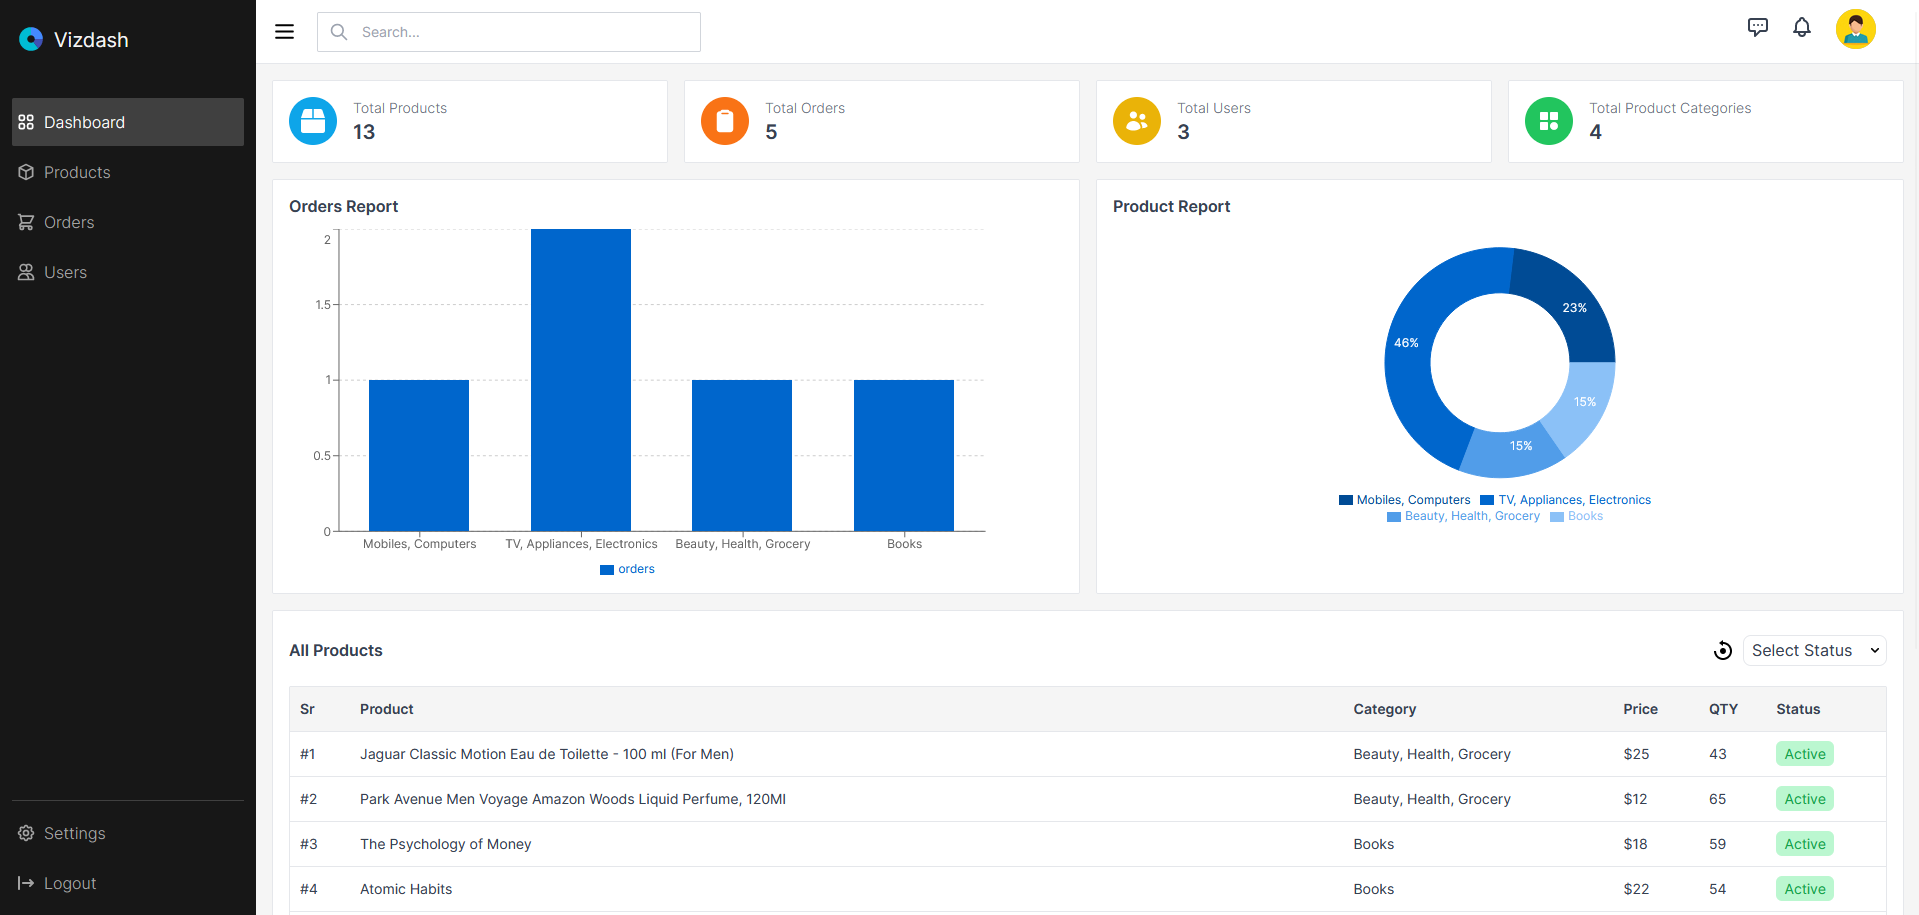 Vizdash
Search...
Dashboard
Products
Orders
Users
Settings
Logout
Total Products
13
Total Orders
5
Total Users
3
Total Product Categories
4
Orders Report
2
1.5
1
0.5
0
Mobiles, Computers
TV, Appliances, Electronics
Beauty, Health, Grocery
Books
orders
Product Report
23%
46%
15%
15%
Mobiles, Computers TV, Appliances, Electronics
Beauty, Health, Grocery Books
All Products
Select Status
Sr Product Category Price QTY Status
#1 Jaguar Classic Motion Eau de Toilette - 100 ml (For Men) Beauty, Health, Grocery $25 43 Active
#2 Park Avenue Men Voyage Amazon Woods Liquid Perfume, 120Ml Beauty, Health, Grocery $12 65 Active
#3 The Psychology of Money Books $18 59 Active
#4 Atomic Habits Books $22 54 Active